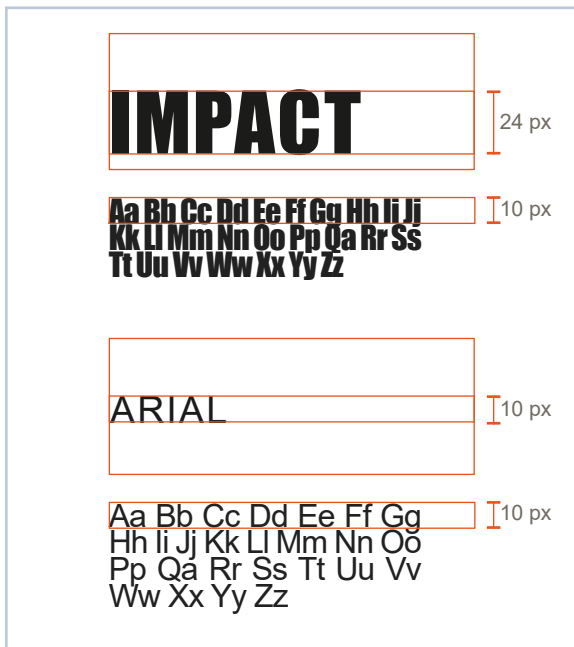 IMPACT
24 px
Aa Bb Cc Dd Ee Ff Gg Hh Ii Jj
10 px
Kk Ll Mm Nn Oo Pp Qa Rr Ss
Tt Uu Vv Ww Xx Yy Zz
ARIAL
10 px
Aa Bb Cc Dd Ee Ff Gg
10 px
Hh Ii Jj Kk Ll Mm Nn Oo
Pp Qa Rr Ss Tt Uu Vv
Ww Xx Yy Zz